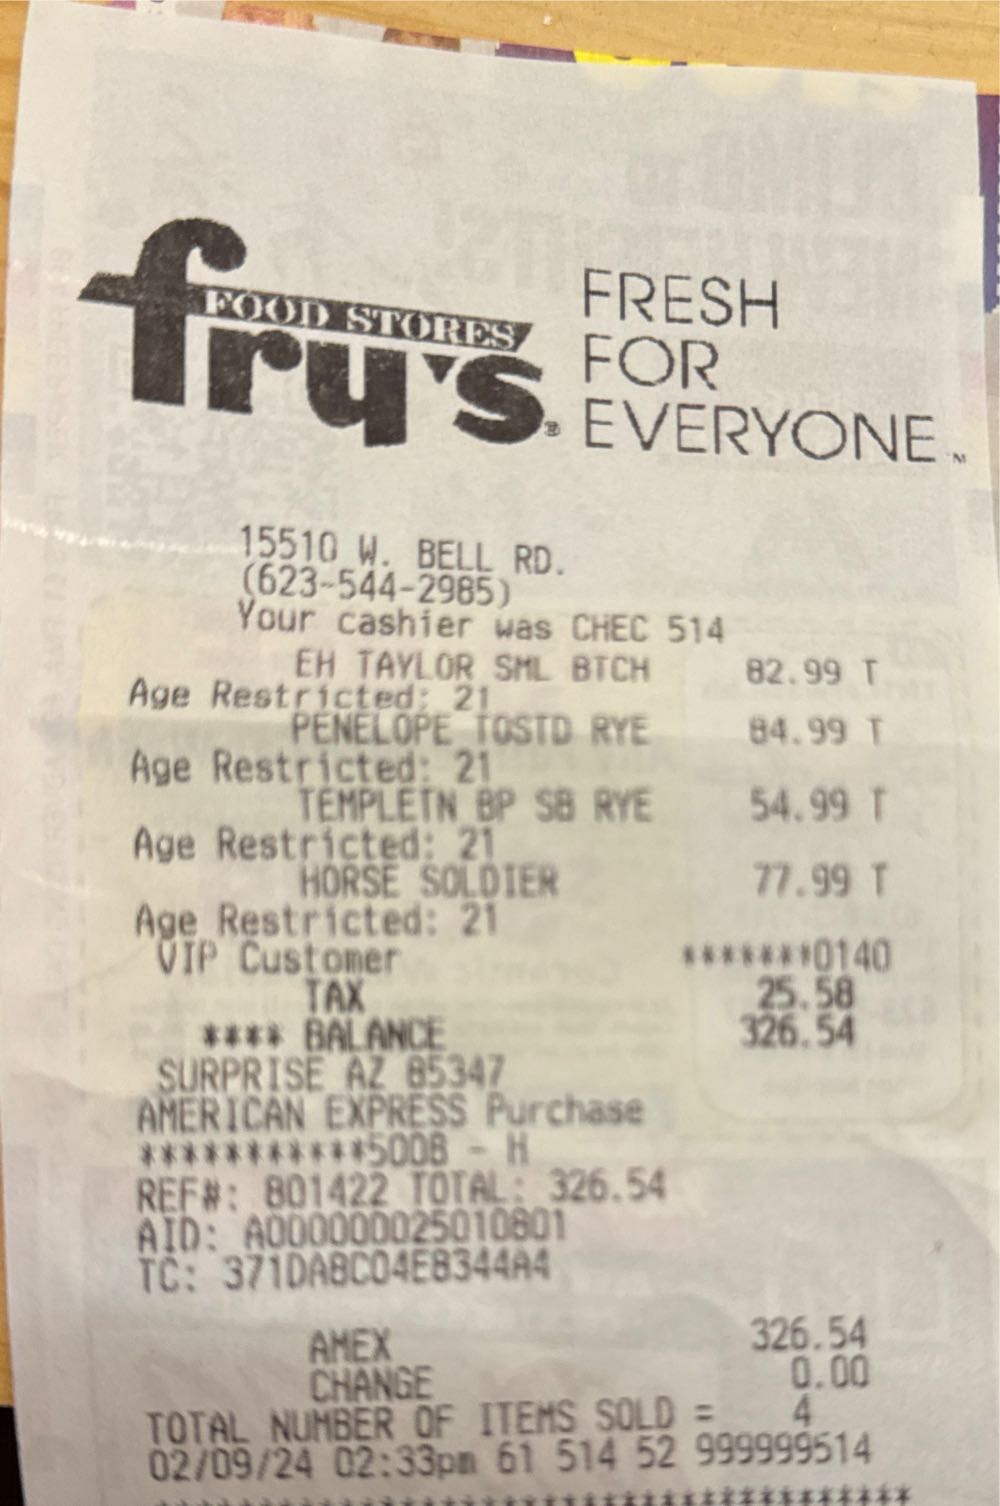 fry's
FOOD STORES
FRESH
FOR
EVERYONE™
15510 W. BELL RD.
(623-544-2985)
Your cashier was CHEC 514
EH TAYLOR SML BTCH 82.99 T
Age Restricted: 21
PENELOPE TOSTD RYE 84.99 T
Age Restricted: 21
TEMPLETN BP SB RYE 54.99 T
Age Restricted: 21
HORSE SOLDIER 77.99 T
Age Restricted: 21
VIP Customer *******0140
TAX 25.58
**** BALANCE 326.54
SURPRISE AZ 85347
AMERICAN EXPRESS Purchase
***********5008 - H
REF#: 801422 TOTAL: 326.54
AID: A000000025010801
TC: 371DA8C04E8344A4
AMEX 326.54
CHANGE 0.00
TOTAL NUMBER OF ITEMS SOLD = 4
02/09/24 02:33pm 61 514 52 999999514